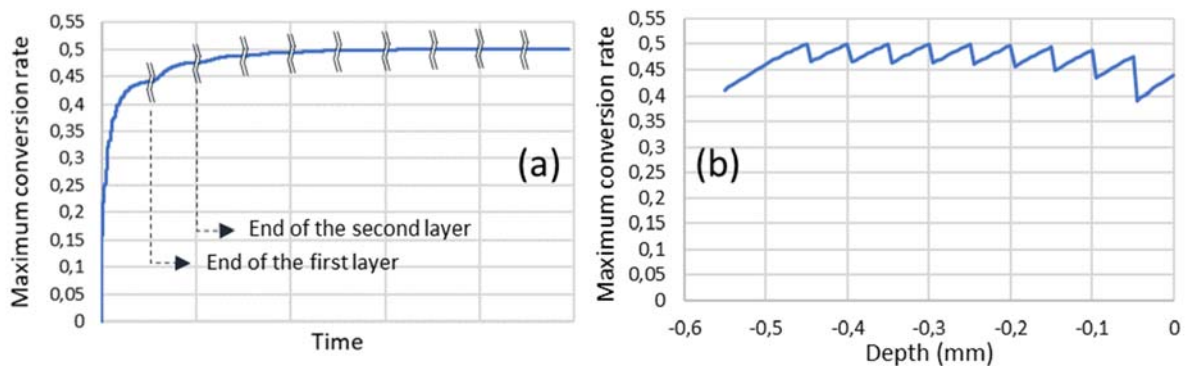 Maximum conversion rate
0,55
0,5
0,45
0,4
0,35
0,3
0,25
0,2
0,15
0,1
0,05
0
(a)
End of the second layer
End of the first layer
Time
Maximum conversion rate
0,55
0,5
0,45
0,4
0,35
0,3
0,25
0,2
0,15
0,1
0,05
0
(b)
-0,6 -0,5 -0,4 -0,3 -0,2 -0,1 0
Depth (mm)